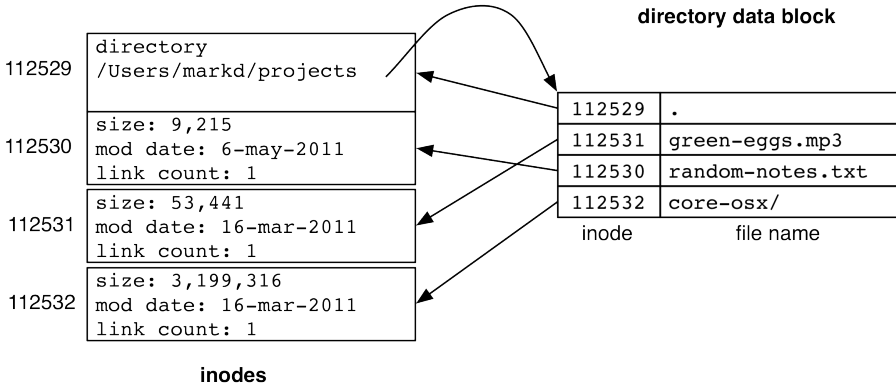 directory data block
112529
directory
/Users/markd/projects
112530
size: 9,215
mod date: 6-may-2011
link count: 1
112531
size: 53,441
mod date: 16-mar-2011
link count: 1
112532
size: 3,199,316
mod date: 16-mar-2011
link count: 1
inodes
112529 .
112531 green-eggs.mp3
112530 random-notes.txt
112532 core-osx/
inode file name